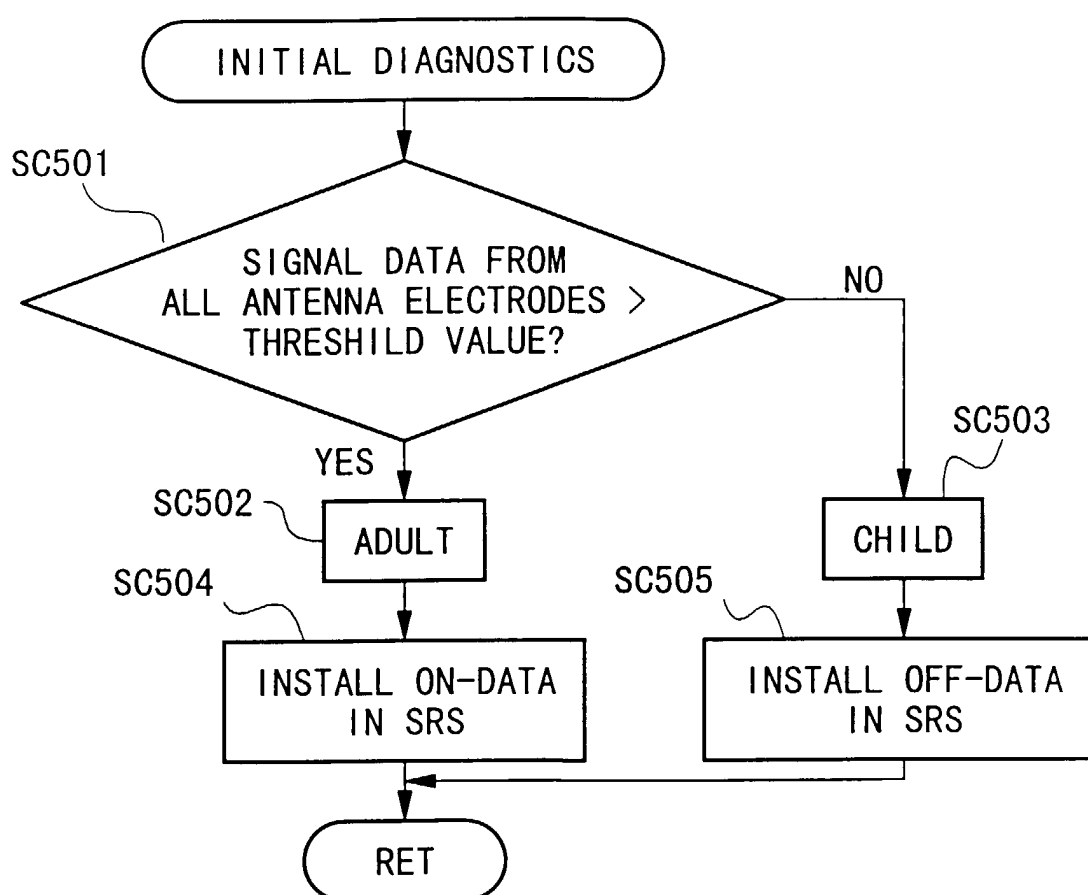 INITIAL DIAGNOSTICS
SC501
SIGNAL DATA FROM
ALL ANTENNA ELECTRODES >
THRESHILD VALUE?
NO
YES
SC503
SC502
ADULT
CHILD
SC504
SC505
INSTALL ON-DATA
IN SRS
INSTALL OFF-DATA
IN SRS
RET